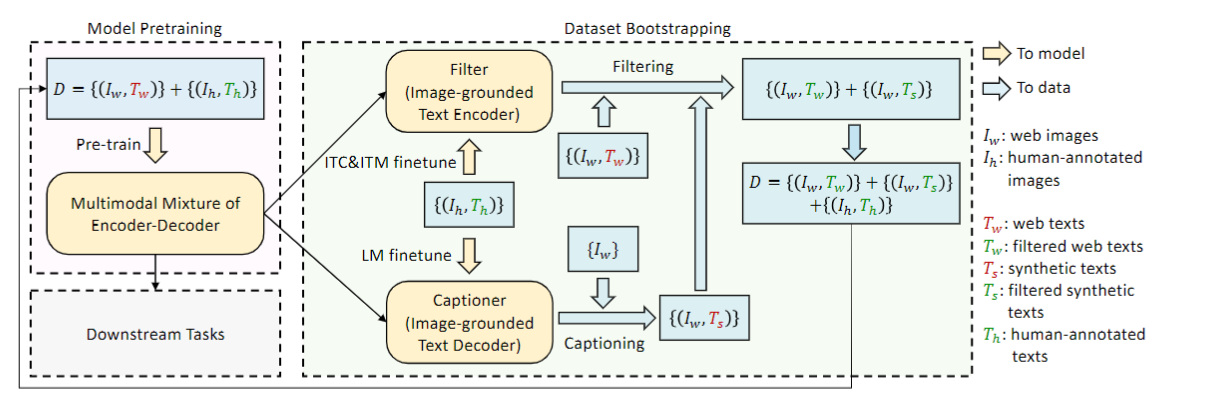 Model Pretraining
D = {(I_w, T_w)} + {(I_h, T_h)}
Pre-train
Multimodal Mixture of
Encoder-Decoder
Downstream Tasks
Dataset Bootstrapping
Filter
(Image-grounded
Text Encoder)
ITC&ITM finetune
{(I_h, T_h)}
LM finetune
Captioner
(Image-grounded
Text Decoder)
Filtering
{(I_w, T_w)}
{I_w}
Captioning
{(I_w, T_s)}
{(I_w, T_w)} + {(I_w, T_s)}
D = {(I_w, T_w)} + {(I_w, T_s)}
+{(I_h, T_h)}
To model
To data
I_w: web images
I_h: human-annotated
images
T_w: web texts
T_w: filtered web texts
T_s: synthetic texts
T_s: filtered synthetic
texts
T_h: human-annotated
texts